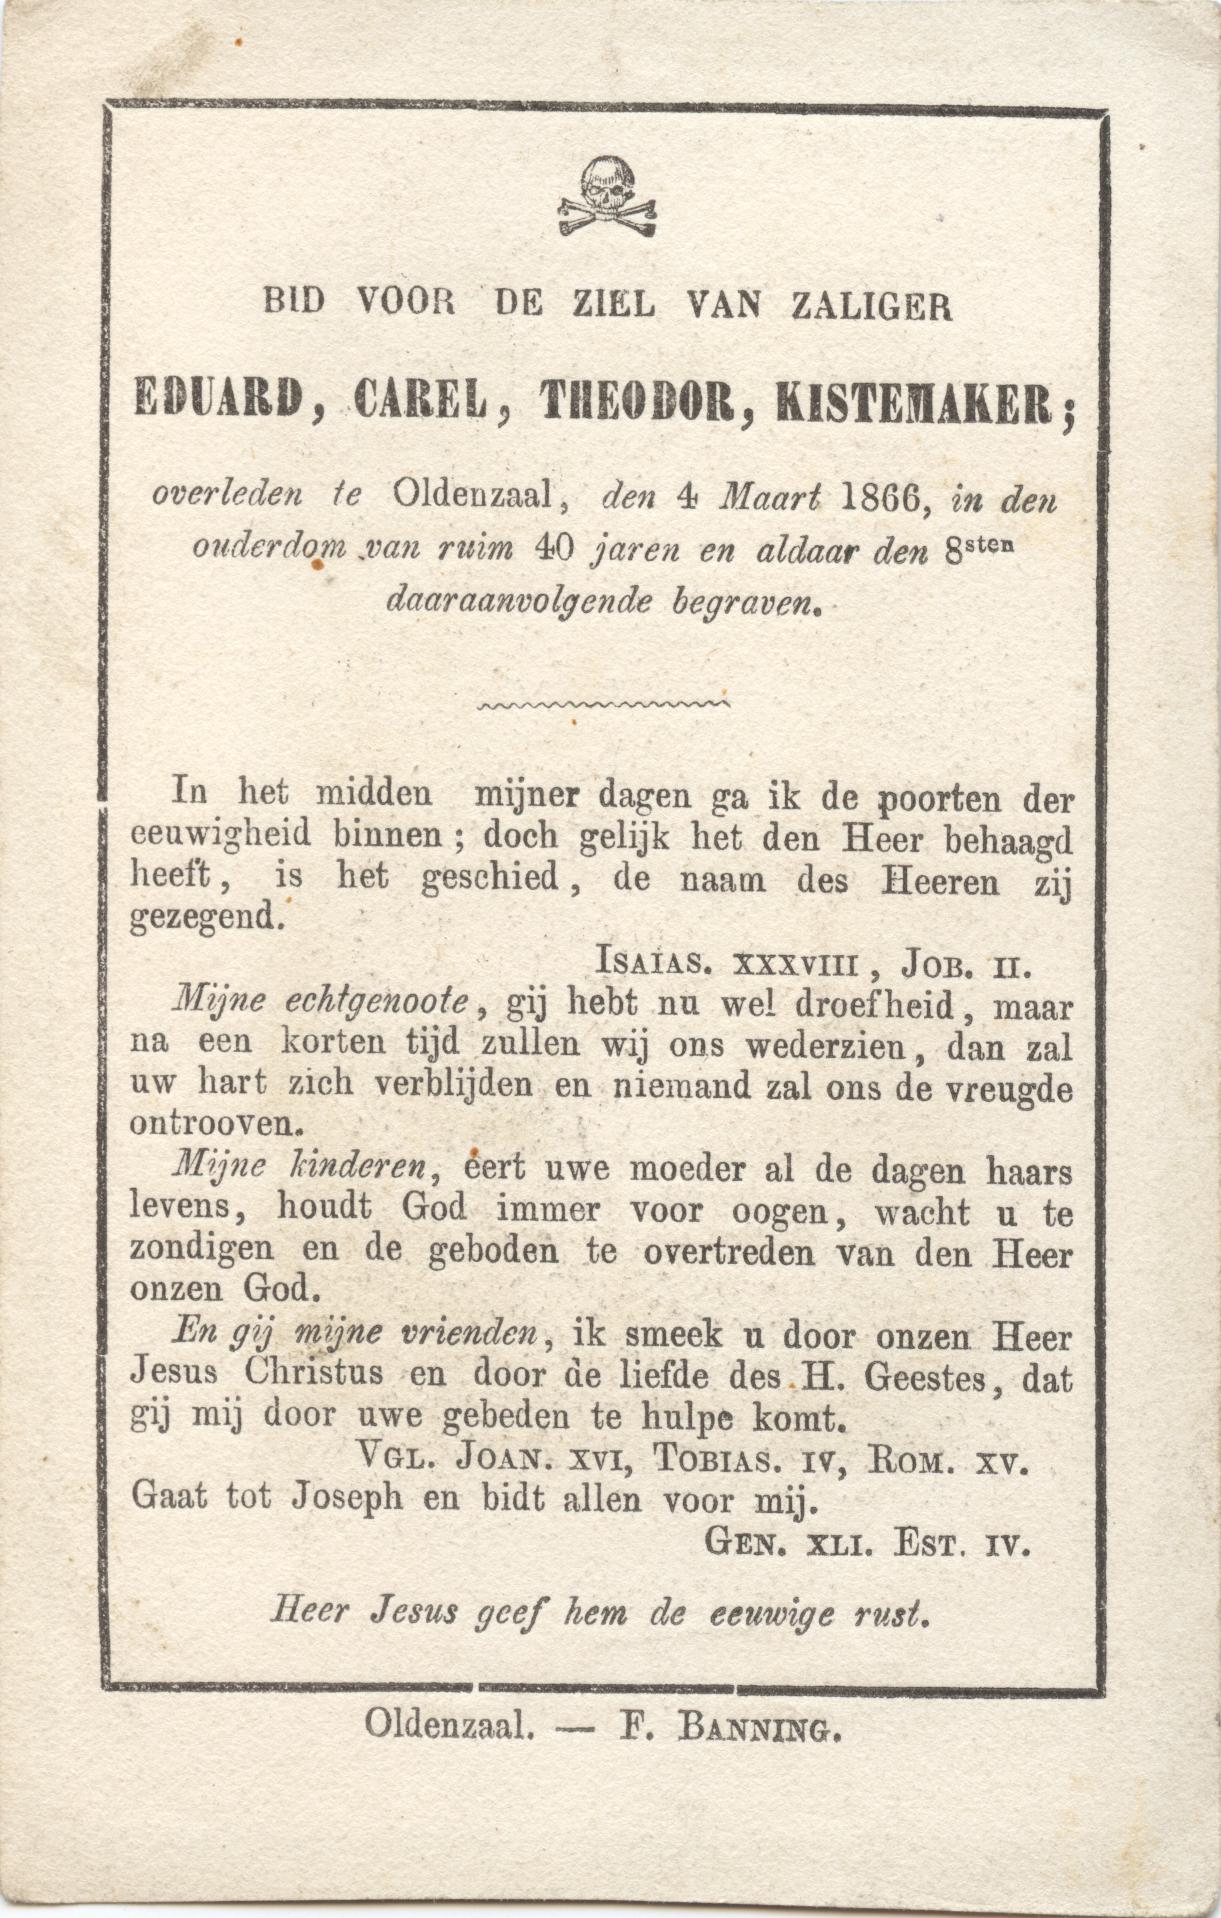 BID VOOR DE ZIEL VAN ZALIGER
EDUARD, CAREL, THEODOR, KISTEMAKER;
overleden te Oldenzaal, den 4 Maart 1866, in den
ouderdom van ruim 40 jaren en aldaar den 8sten
daaraanvolgende begraven.
In het midden mijner dagen ga ik de poorten der
eeuwigheid binnen; doch gelijk het den Heer behaagd
heeft, is het geschied, de naam des Heeren zij
gezegend.
ISAÏAS. XXXVIII, JOB. II.
Mijne echtgenoote, gij hebt nu wel droefheid, maar
na een korten tijd zullen wij ons wederzien, dan zal
uw hart zich verblijden en niemand zal ons de vreugde
ontrooven.
Mijne kinderen, eert uwe moeder al de dagen haars
levens, houdt God immer voor oogen, wacht u te
zondigen en de geboden te overtreden van den Heer
onzen God.
En gij mijne vrienden, ik smeek u door onzen Heer
Jesus Christus en door de liefde des H. Geestes, dat
gij mij door uwe gebeden te hulpe komt.
VGL. JOAN. XVI, TOBIAS. IV, ROM. XV.
Gaat tot Joseph en bidt allen voor mij.
GEN. XLI. EST. IV.
Heer Jesus geef hem de eeuwige rust.
Oldenzaal. — F. BANNING.